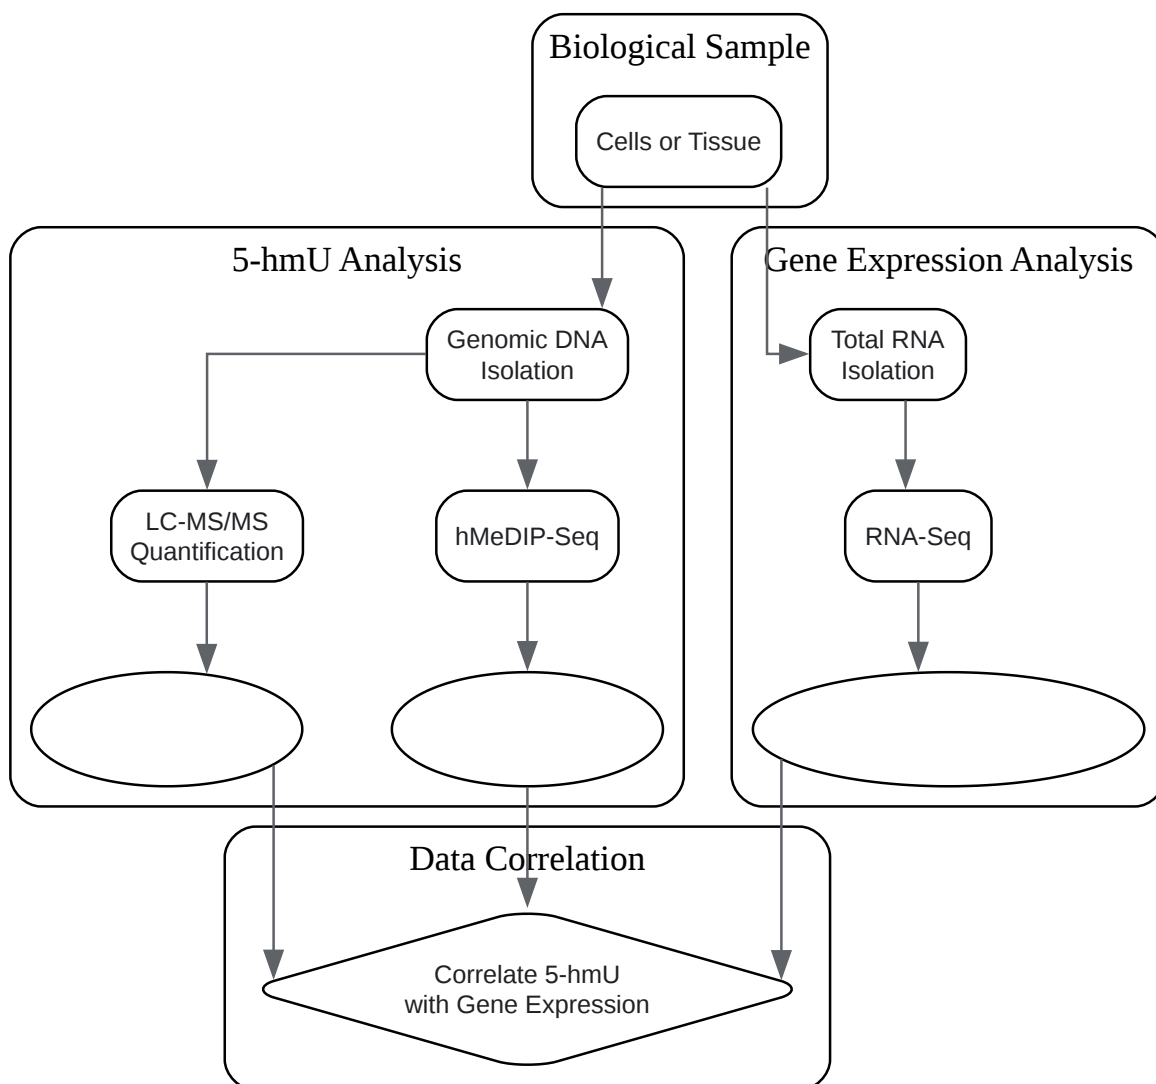 Biological Sample
Cells or Tissue
5-hmU Analysis
Gene Expression Analysis
Genomic DNA
Isolation
Total RNA
Isolation
LC-MS/MS
Quantification
hMeDIP-Seq
RNA-Seq
Data Correlation
Correlate 5-hmU
with Gene Expression